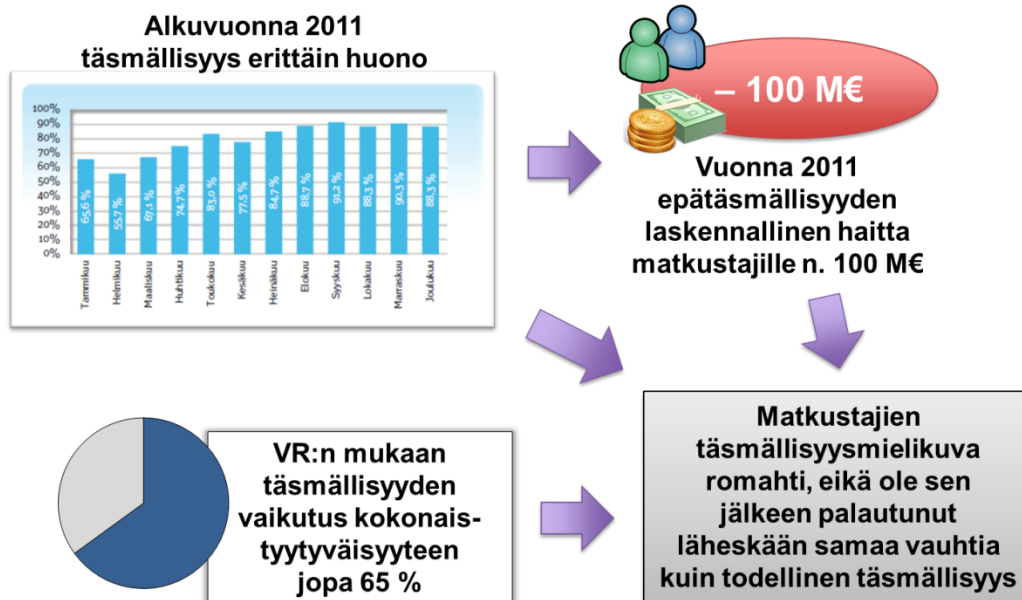 Alkuvuonna 2011
täsmällisyys erittäin huono
100%
90%
80%
70%
60%
50%
40%
30%
20%
10%
0%
65,6 %
55,7 %
67,1 %
74,7 %
83,0 %
77,5 %
84,7 %
88,7 %
91,2 %
88,3 %
90,3 %
88,3 %
Tammikuu
Helmikuu
Maaliskuu
Huhtikuu
Toukokuu
Kesäkuu
Heinäkuu
Elokuu
Syyskuu
Lokakuu
Marraskuu
Joulukuu
– 100 M€
Vuonna 2011
epätäsmällisyyden
laskennallinen haitta
matkustajille n. 100 M€
VR:n mukaan
täsmällisyyden
vaikutus kokonais-
tyytyväisyyteen
jopa 65 %
Matkustajien
täsmällisyysmielikuva
romahti, eikä ole sen
jälkeen palautunut
läheskään samaa vauhtia
kuin todellinen täsmällisyys